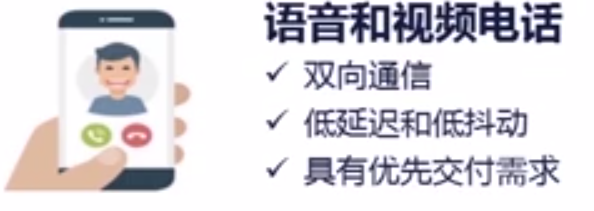 语音和视频电话
✓ 双向通信
✓ 低延迟和低抖动
✓ 具有优先交付需求